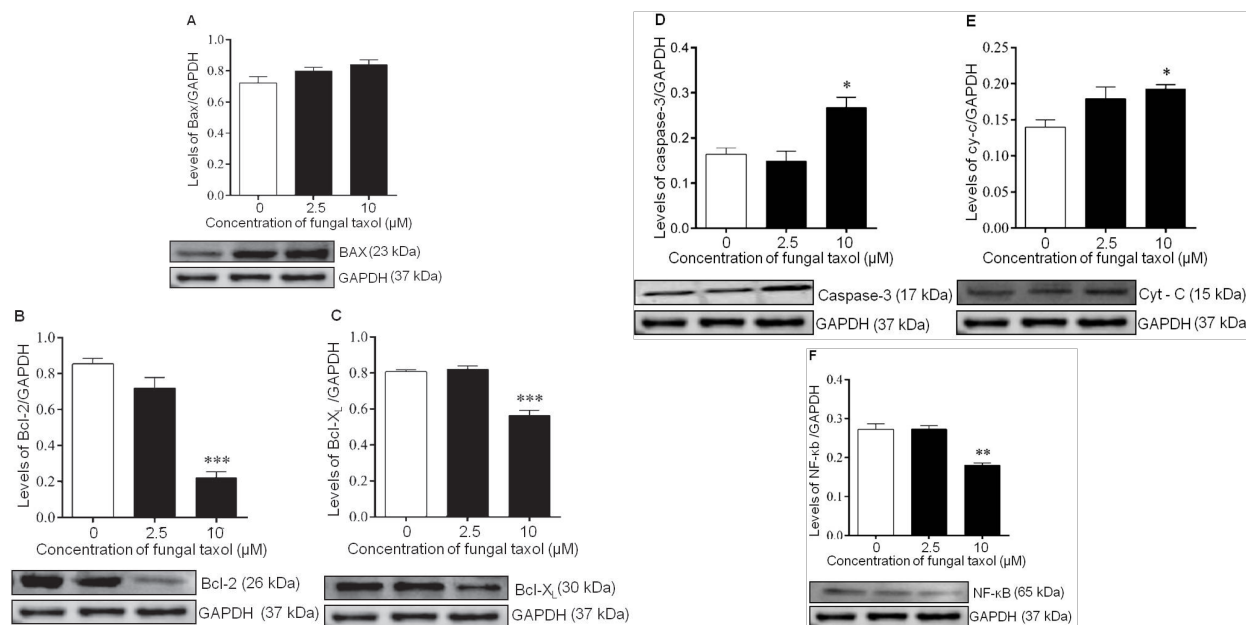 A
Levels of Bax/GAPDH
1.0
0.8
0.6
0.4
0.2
0.0
0 2.5 10
Concentration of fungal taxol (µM)
BAX (23 kDa)
GAPDH (37 kDa)
B
Levels of Bcl-2/GAPDH
1.0
0.8
0.6
0.4
0.2
0.0
***
0 2.5 10
Concentration of fungal taxol (µM)
Bcl-2 (26 kDa)
GAPDH (37 kDa)
C
Levels of Bcl-XL /GAPDH
1.0
0.8
0.6
0.4
0.2
0.0
***
0 2.5 10
Concentration of fungal taxol (µM)
Bcl-XL (30 kDa)
GAPDH (37 kDa)
D
Levels of caspase-3/GAPDH
0.4
0.3
0.2
0.1
0.0
*
0 2.5 10
Concentration of fungal taxol (µM)
Caspase-3 (17 kDa)
GAPDH (37 kDa)
E
Levels of cy-c/GAPDH
0.20
0.15
0.10
0.05
0.00
*
0 2.5 10
Concentration of fungal taxol (µM)
Cyt - C (15 kDa)
GAPDH (37 kDa)
F
Levels of NF-κb /GAPDH
0.4
0.3
0.2
0.1
0.0
**
0 2.5 10
Concentration of fungal taxol (µM)
NF-κB (65 kDa)
GAPDH (37 kDa)